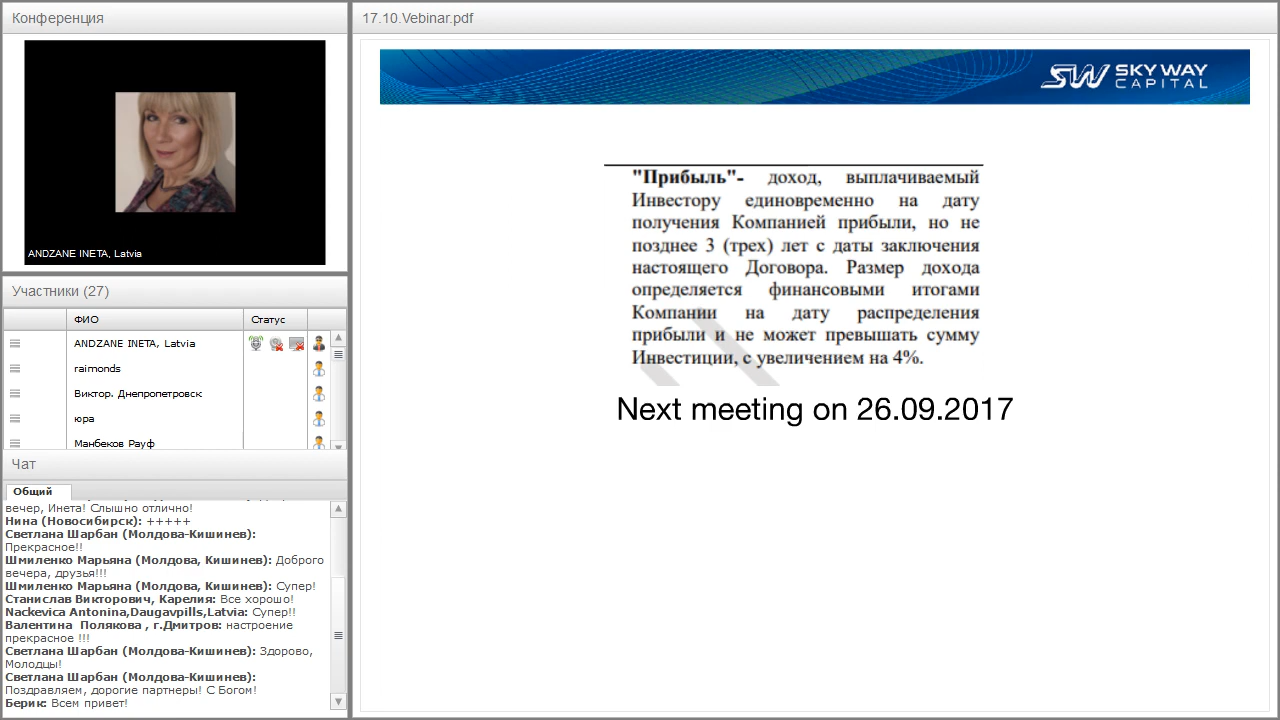 Конференция
ANDZANE INETA, Latvia
Участники (27)
ФИО
Статус
ANDZANE INETA, Latvia
raimonds
Виктор. Днепропетровск
юра
Манбеков Рауф
Чат
Общий
вечер, Инета! Слышно отлично!
Нина (Новосибирск): +++++
Светлана Шарбан (Молдова-Кишинев):
Прекрасное!!
Шмиленко Марьяна (Молдова, Кишинев): Доброго
вечера, друзья!!!
Шмиленко Марьяна (Молдова, Кишинев): Супер!
Станислав Викторович, Карелия: Все хорошо!
Nackevica Antonina,Daugavpills,Latvia: Супер!!
Валентина Полякова , г.Дмитров: настроение
прекрасное !!!
Светлана Шарбан (Молдова-Кишинев): Здорово,
Молодцы!
Светлана Шарбан (Молдова-Кишинев):
Поздравляем, дорогие партнеры! С Богом!
Берик: Всем привет!
17.10.Vebinar.pdf
SW SKY WAY
CAPITAL
"Прибыль"- доход, выплачиваемый
Инвестору единовременно на дату
получения Компанией прибыли, но не
позднее 3 (трех) лет с даты заключения
настоящего Договора. Размер дохода
определяется финансовыми итогами
Компании на дату распределения
прибыли и не может превышать сумму
Инвестиции, с увеличением на 4%.
Next meeting on 26.09.2017